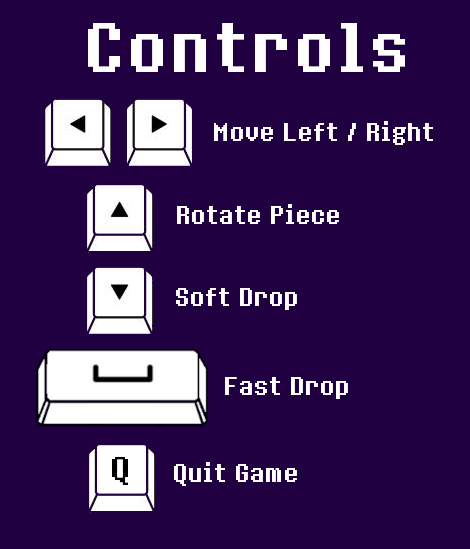 Controls
Move Left / Right
Rotate Piece
Soft Drop
Fast Drop
Q Quit Game